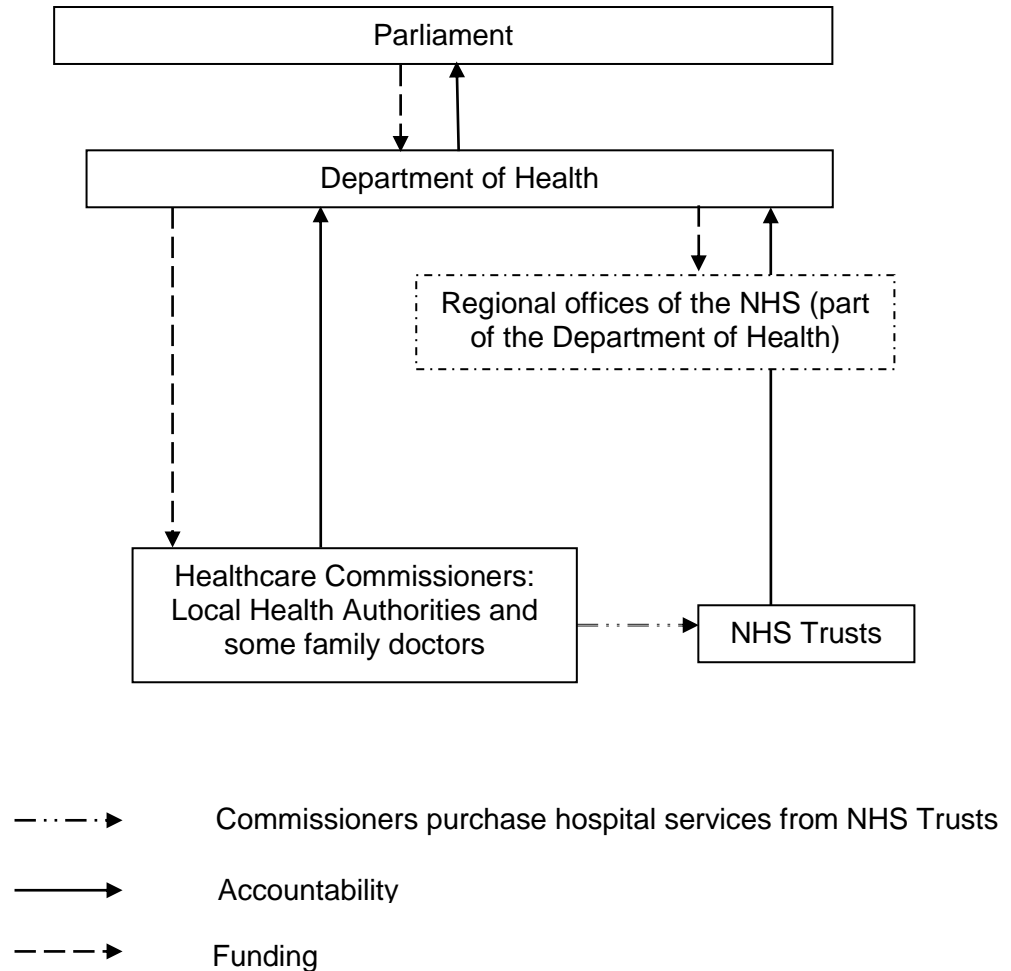 Parliament
Department of Health
Regional offices of the NHS (part
of the Department of Health)
Healthcare Commissioners:
Local Health Authorities and
some family doctors
NHS Trusts
Commissioners purchase hospital services from NHS Trusts
Accountability
Funding